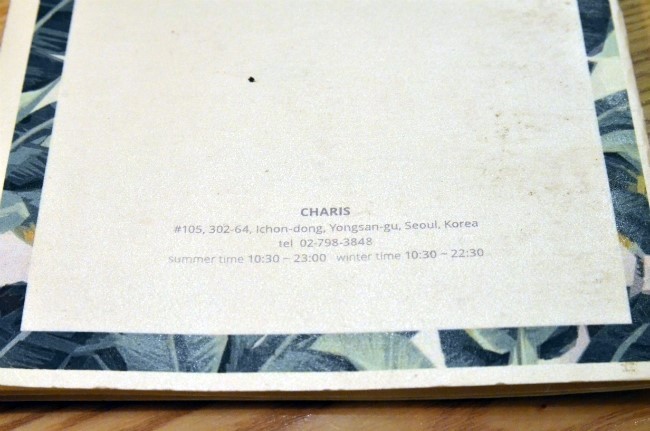 CHARIS
#105, 302-64, Ichon-dong, Yongsan-gu, Seoul, Korea
tel 02-798-3848
summer time 10:30 ~ 23:00 winter time 10:30 ~ 22:30